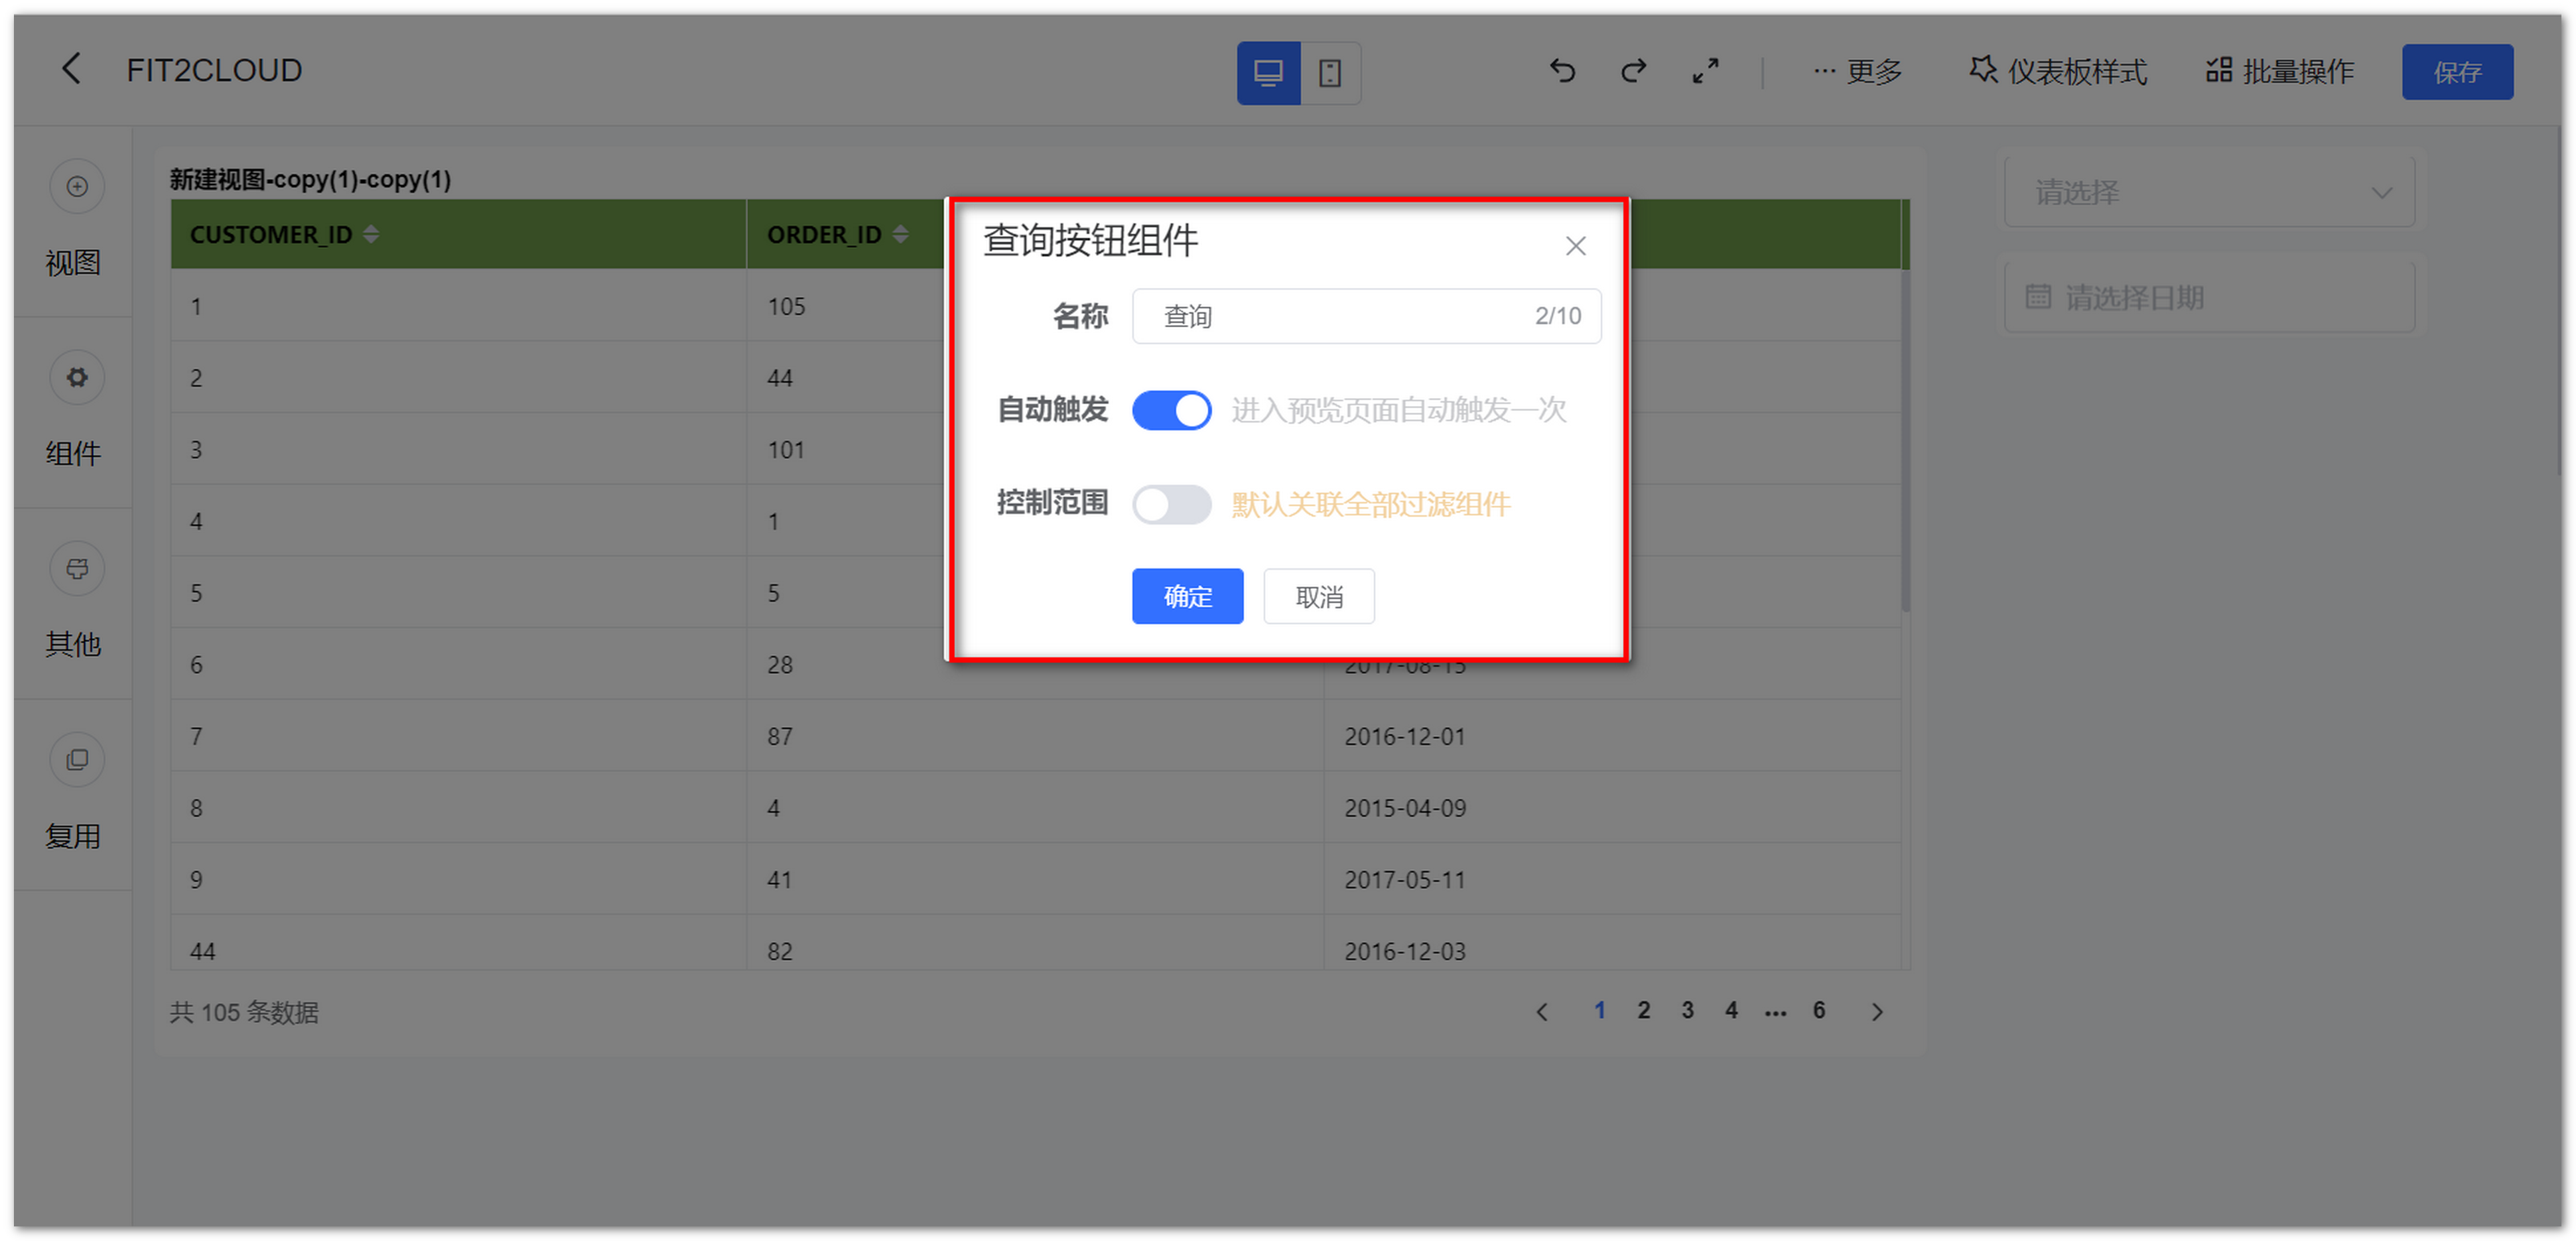 FIT2CLOUD
··· 更多
仪表板样式
批量操作
保存
视图
组件
其他
复用
新建视图-copy(1)-copy(1)
CUSTOMER_ID
ORDER_ID
1
105
2
44
3
101
4
1
5
5
6
28
2017-08-15
7
87
2016-12-01
8
4
2015-04-09
9
41
2017-05-11
44
82
2016-12-03
共 105 条数据
1 2 3 4 ... 6
查询按钮组件
名称
查询
2/10
自动触发
进入预览页面自动触发一次
控制范围
默认关联全部过滤组件
确定
取消
请选择
请选择日期